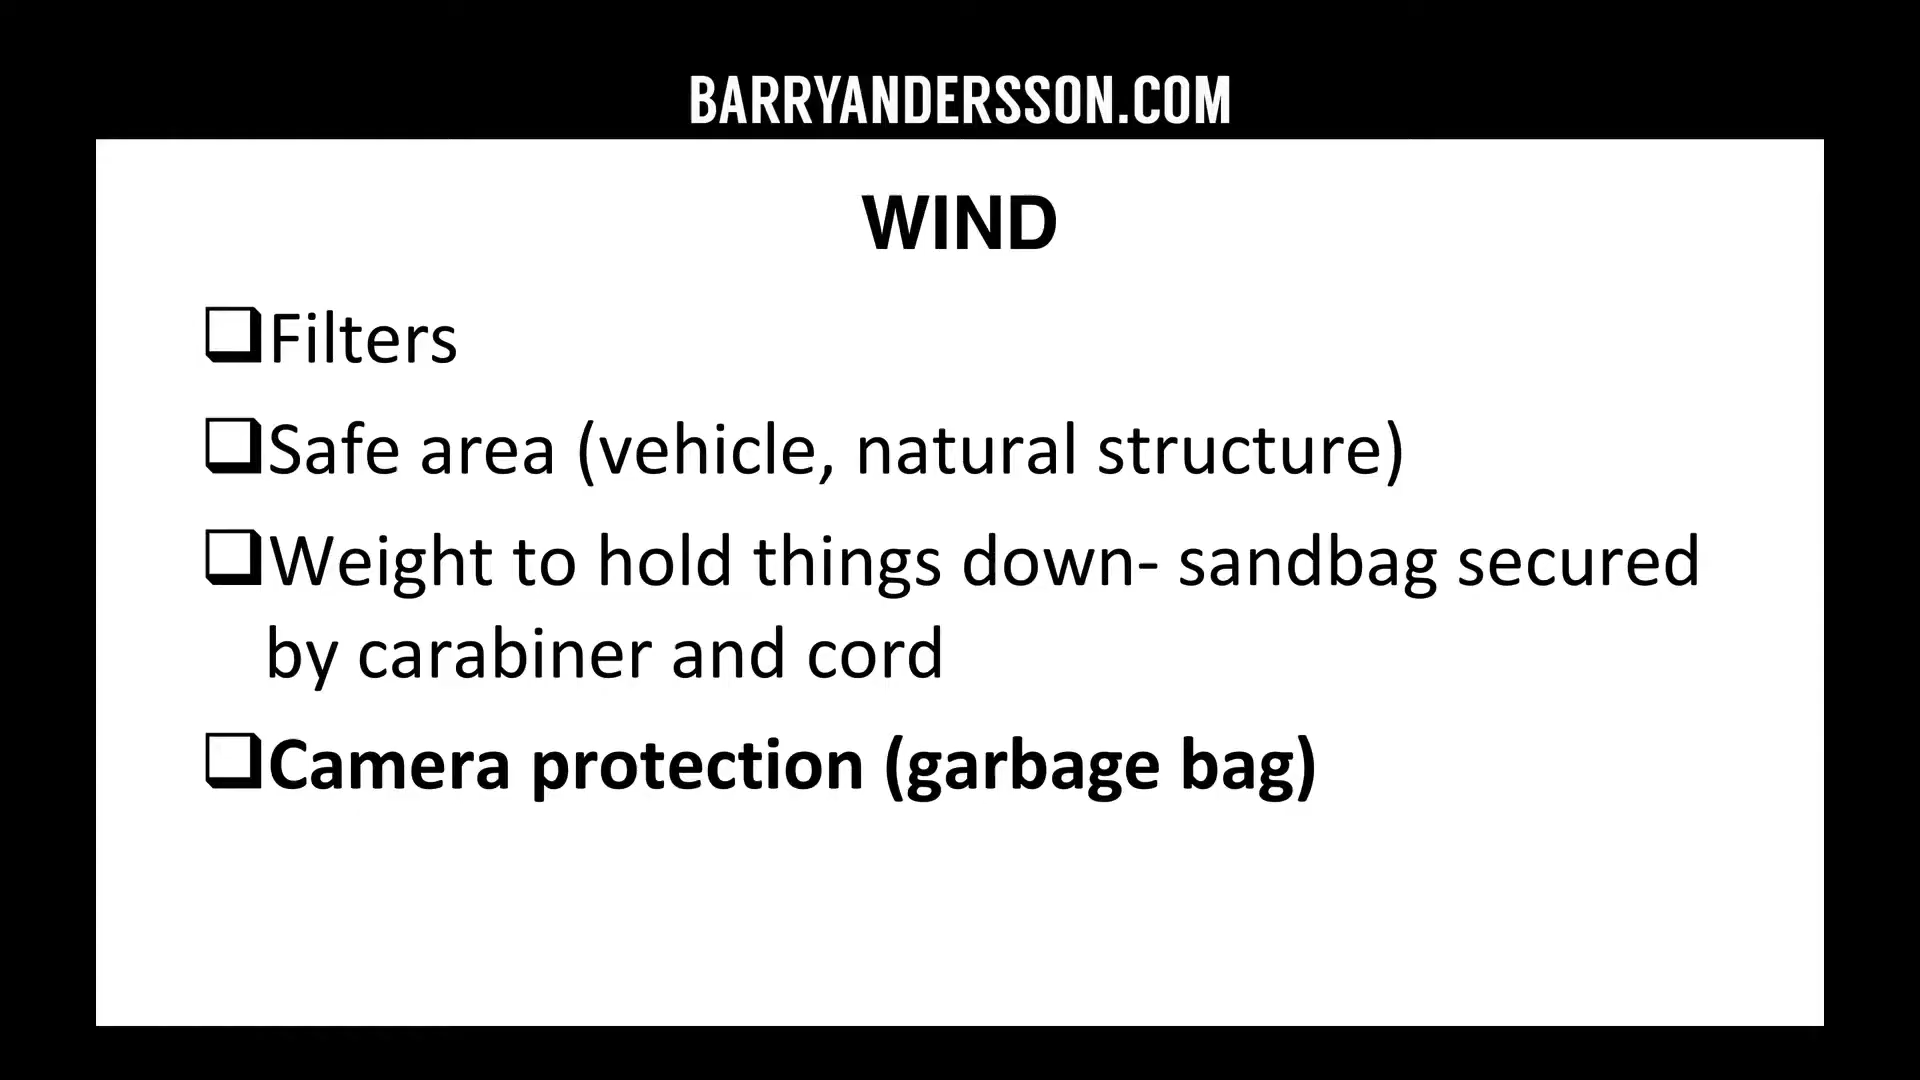 BARRYANDERSSON.COM
WIND
Filters
Safe area (vehicle, natural structure)
Weight to hold things down- sandbag secured
by carabiner and cord
Camera protection (garbage bag)